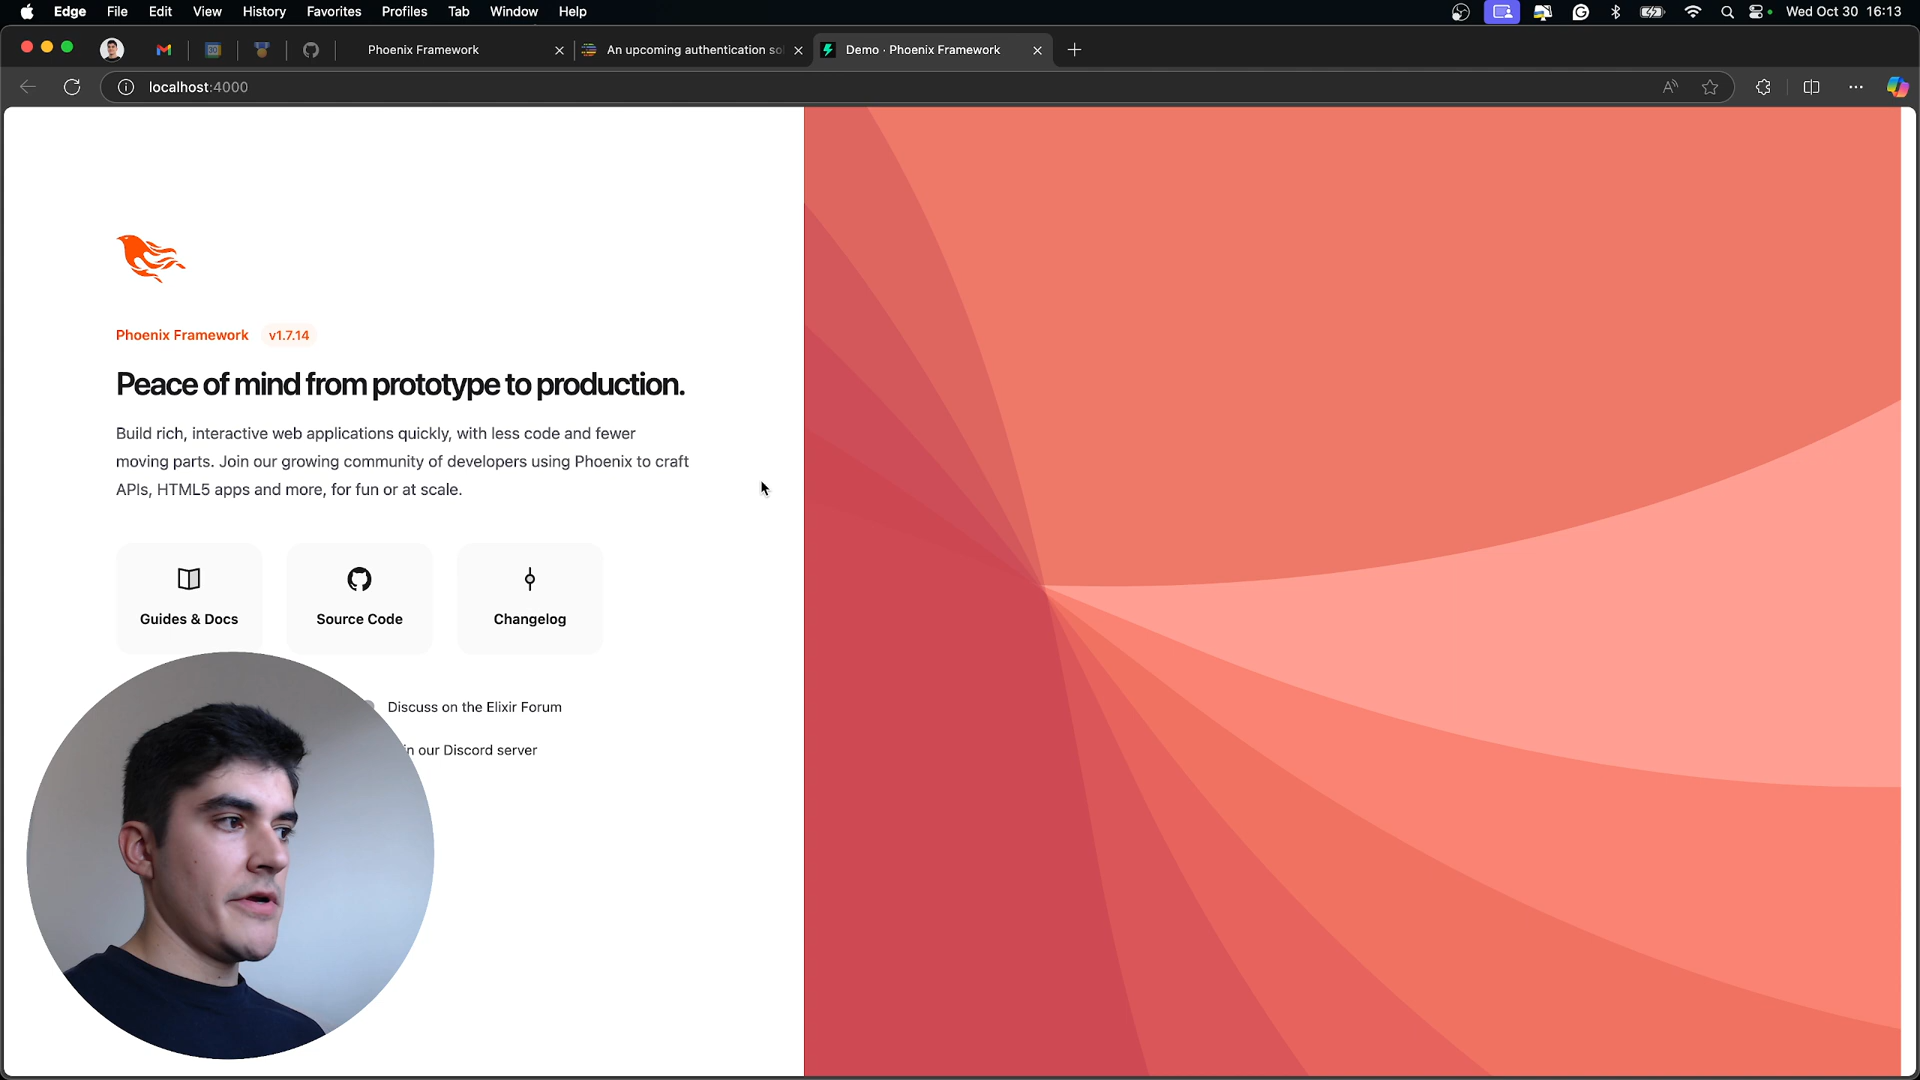 Edge File Edit View History Favorites Profiles Tab Window Help Wed Oct 30 16:13
Phoenix Framework An upcoming authentication so Demo · Phoenix Framework
localhost:4000
Phoenix Framework v1.7.14
Peace of mind from prototype to production.
Build rich, interactive web applications quickly, with less code and fewer
moving parts. Join our growing community of developers using Phoenix to craft
APIs, HTML5 apps and more, for fun or at scale.
Guides & Docs Source Code Changelog
Discuss on the Elixir Forum
in our Discord server